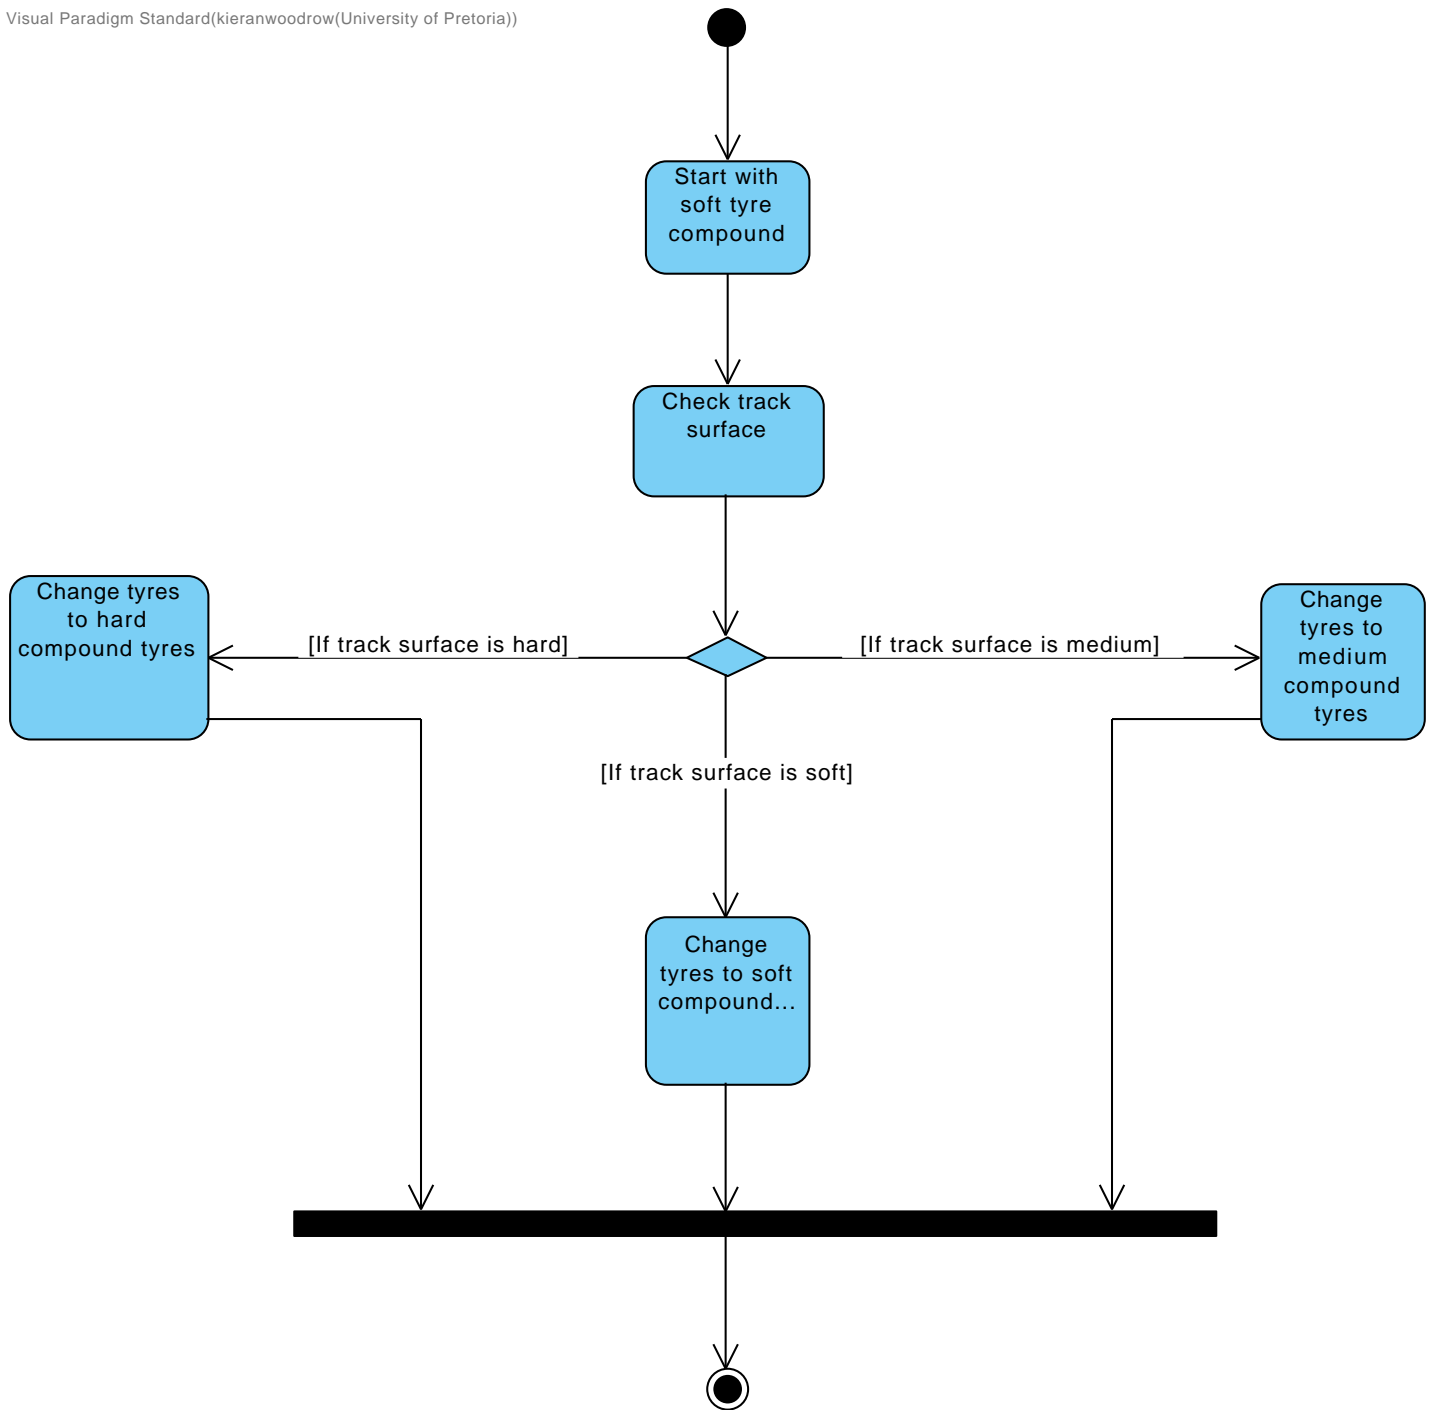 Visual Paradigm Standard(kieranwoodrow(University of Pretoria))
Start with
soft tyre
compound
Check track
surface
Change tyres
to hard
compound tyres
[If track surface is hard]
[If track surface is medium]
Change
tyres to
medium
compound
tyres
[If track surface is soft]
Change
tyres to soft
compound...